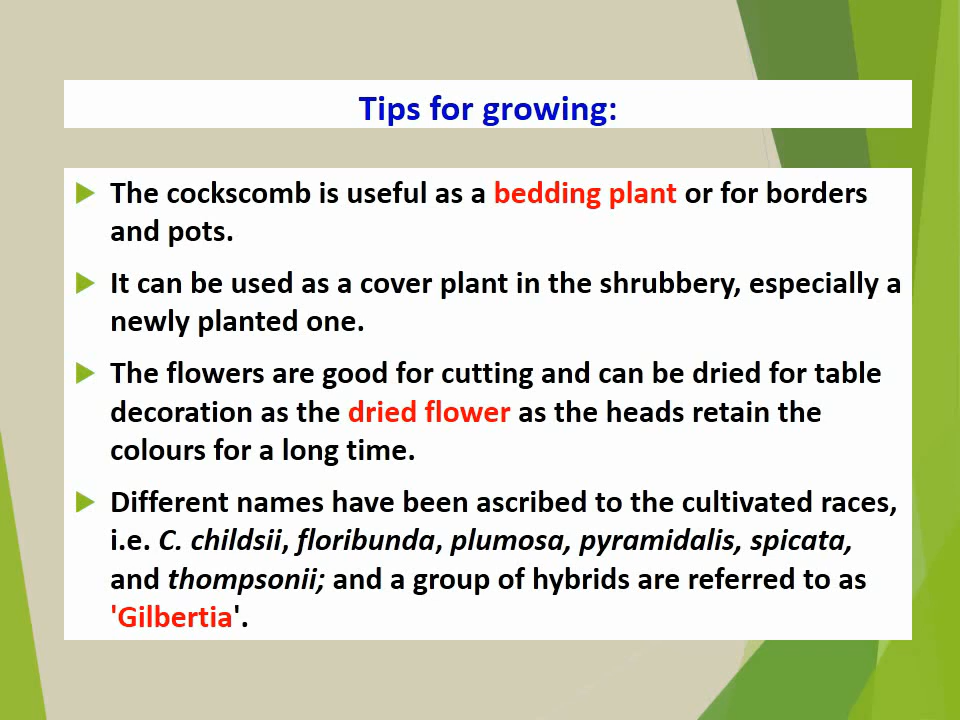 Tips for growing:
The cockscomb is useful as a bedding plant or for borders
and pots.
It can be used as a cover plant in the shrubbery, especially a
newly planted one.
The flowers are good for cutting and can be dried for table
decoration as the dried flower as the heads retain the
colours for a long time.
Different names have been ascribed to the cultivated races,
i.e. C. childsii, floribunda, plumosa, pyramidalis, spicata,
and thompsonii; and a group of hybrids are referred to as
'Gilbertia'.